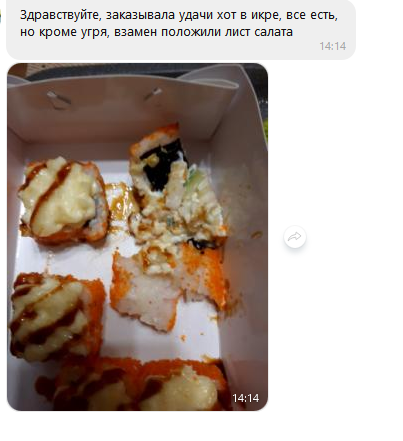 Здравствуйте, заказывала удачи хот в икре, все есть,
но кроме угря, взамен положили лист салата
14:14
14:14